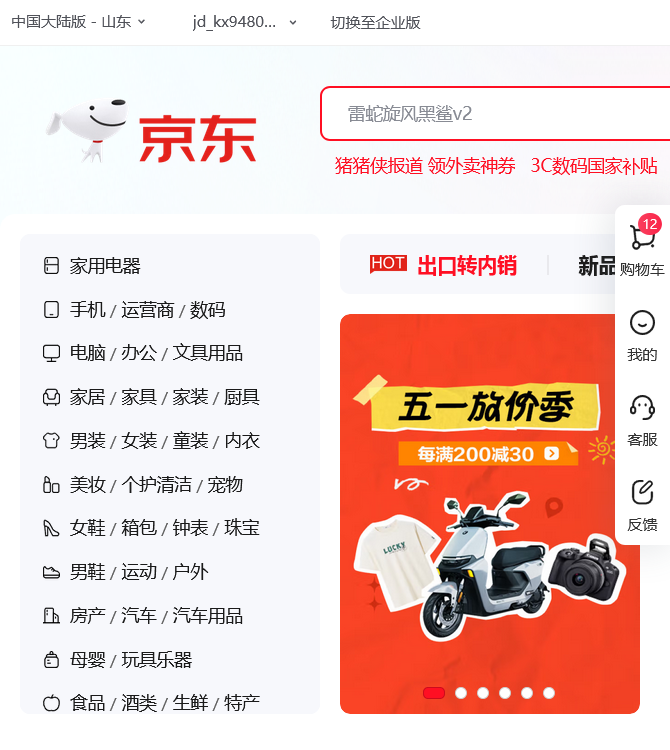 中国大陆版 - 山东 jd_kx9480... 切换至企业版
京东
雷蛇旋风黑鲨v2
猪猪侠报道 领外卖神券 3C数码国家补贴
12
购物车
我的
客服
反馈
家用电器
手机 / 运营商 / 数码
电脑 / 办公 / 文具用品
家居 / 家具 / 家装 / 厨具
男装 / 女装 / 童装 / 内衣
美妆 / 个护清洁 / 宠物
女鞋 / 箱包 / 钟表 / 珠宝
男鞋 / 运动 / 户外
房产 / 汽车 / 汽车用品
母婴 / 玩具乐器
食品 / 酒类 / 生鲜 / 特产
HOT 出口转内销 新品
五一放价季
每满200减30
LOCKY